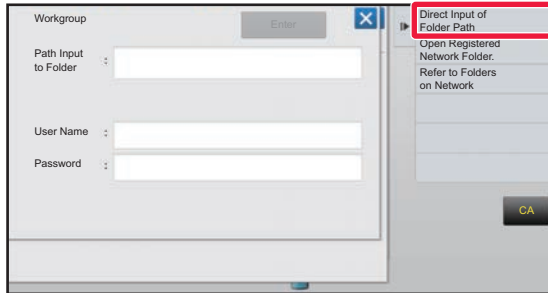 Workgroup
Enter
Path Input
to Folder :
User Name :
Password :
Direct Input of
Folder Path
Open Registered
Network Folder.
Refer to Folders
on Network
CA